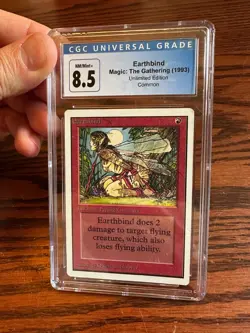 CGC UNIVERSAL GRADE
NM/Mint+
8.5
Earthbind
Magic: The Gathering (1993)
Unlimited Edition
Common
Earthbind does 2
damage to target flying
creature, which also
loses flying ability.